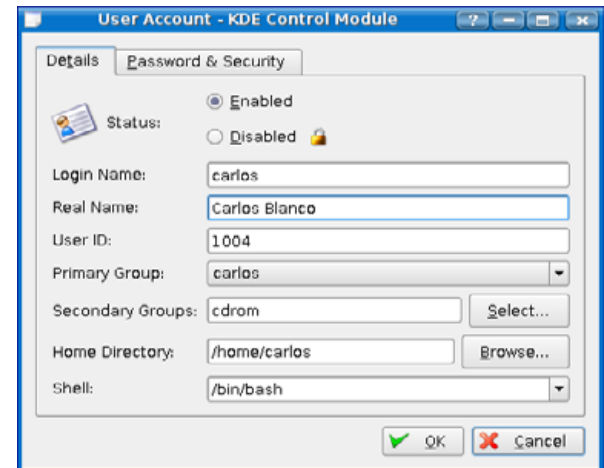 User Account - KDE Control Module
Details Password & Security
Status:
Enabled
Disabled
Login Name: carlos
Real Name: Carlos Blanco
User ID: 1004
Primary Group: carlos
Secondary Groups: cdrom Select...
Home Directory: /home/carlos Browse...
Shell: /bin/bash
OK Cancel